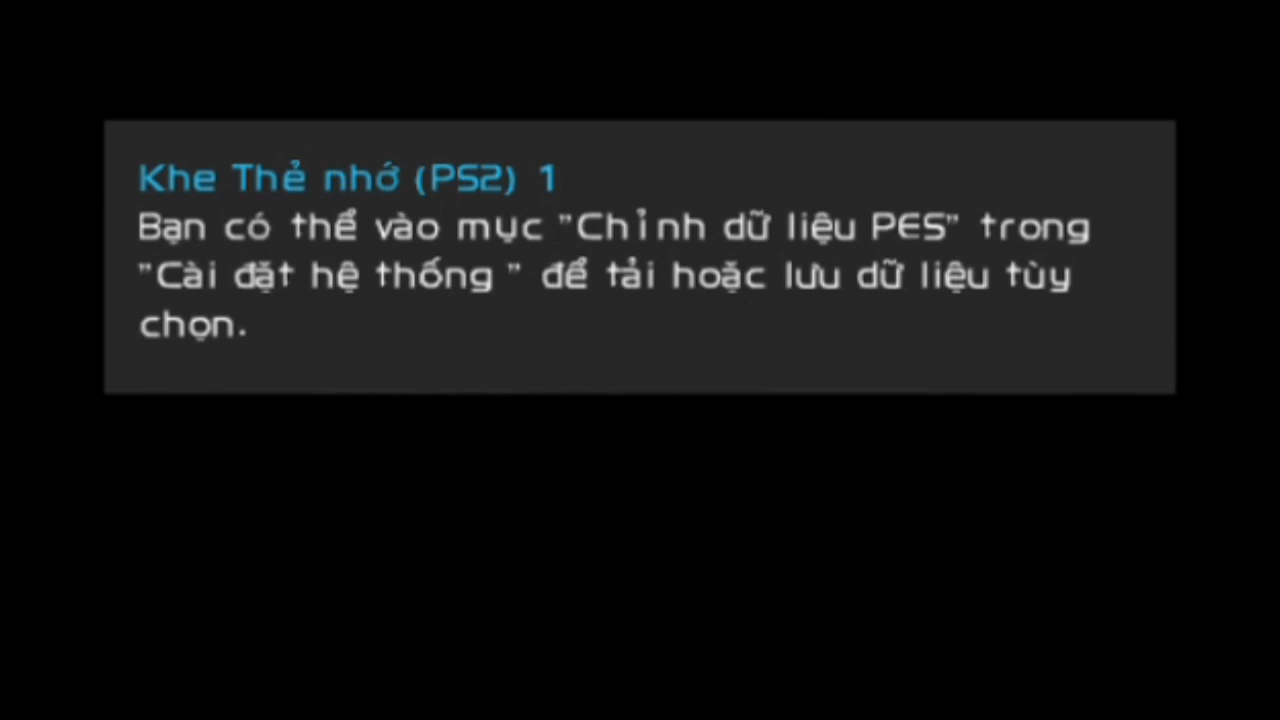 Khe Thẻ nhớ (PS2) 1
Bạn có thể vào mục "Chỉnh dữ liệu PES" trong
"Cài đặt hệ thống " để tải hoặc lưu dữ liệu tùy
chọn.